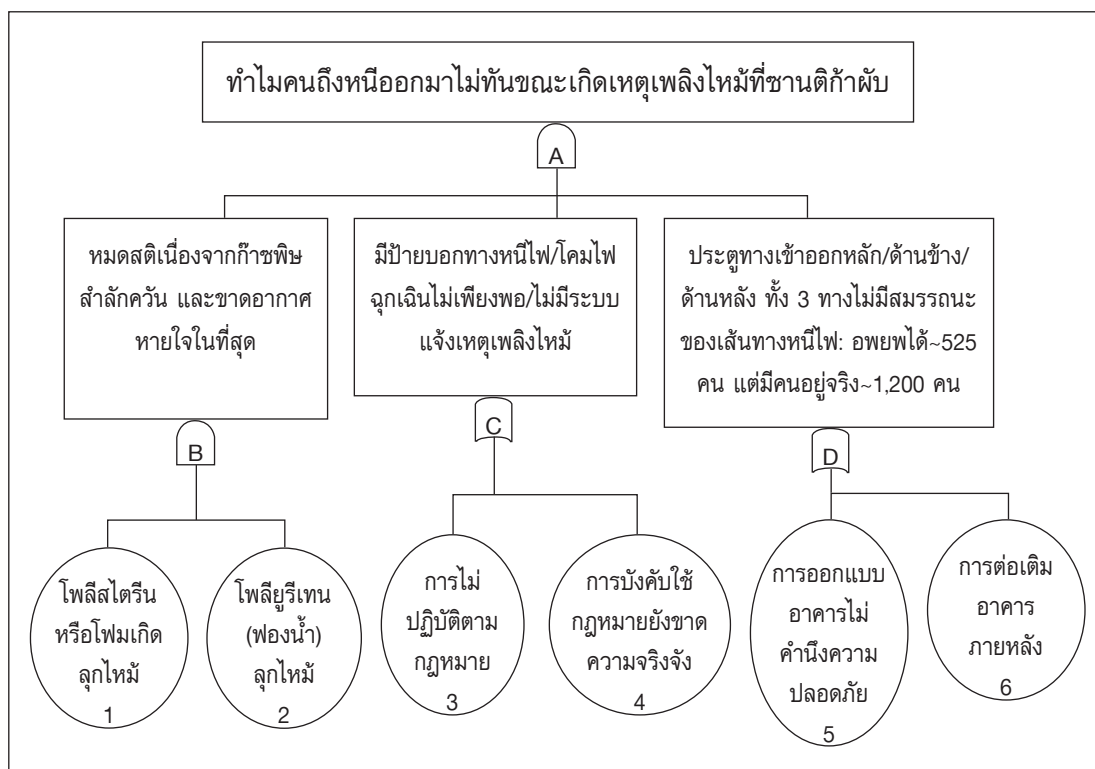 ทำไมคนถึงหนีออกมาไม่ทันขณะเกิดเหตุเพลิงไหม้ที่ซานติก้าผับ
A
หมดสติเนื่องจากก๊าซพิษ
สำลักควัน และขาดอากาศ
หายใจในที่สุด
มีป้ายบอกทางหนีไฟ/โคมไฟ
ฉุกเฉินไม่เพียงพอ/ไม่มีระบบ
แจ้งเหตุเพลิงไหม้
ประตูทางเข้าออกหลัก/ด้านข้าง/
ด้านหลัง ทั้ง 3 ทางไม่มีสมรรถนะ
ของเส้นทางหนีไฟ: อพยพได้~525
คน แต่มีคนอยู่จริง~1,200 คน
B
C
D
โพลีสไตรีน
หรือโฟมเกิด
ลุกไหม้
1
โพลียูรีเทน
(ฟองน้ำ)
ลุกไหม้
2
การไม่
ปฏิบัติตาม
กฎหมาย
3
การบังคับใช้
กฎหมายยังขาด
ความจริงจัง
4
การออกแบบ
อาคารไม่
คำนึงความ
ปลอดภัย
5
การต่อเติม
อาคาร
ภายหลัง
6